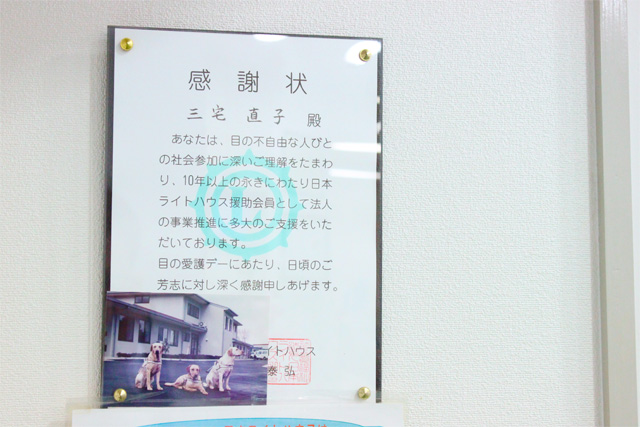 感謝状
三宅 直子 殿
あなたは、目の不自由な人びと
の社会参加に深いご理解をたまわ
り、10年以上の永きにわたり日本
ライトハウス援助会員として法人
の事業推進に多大のご支援をいた
だいております。
目の愛護デーにあたり、日頃のご
芳志に対し深く感謝申しあげます。
イトハウス
泰弘